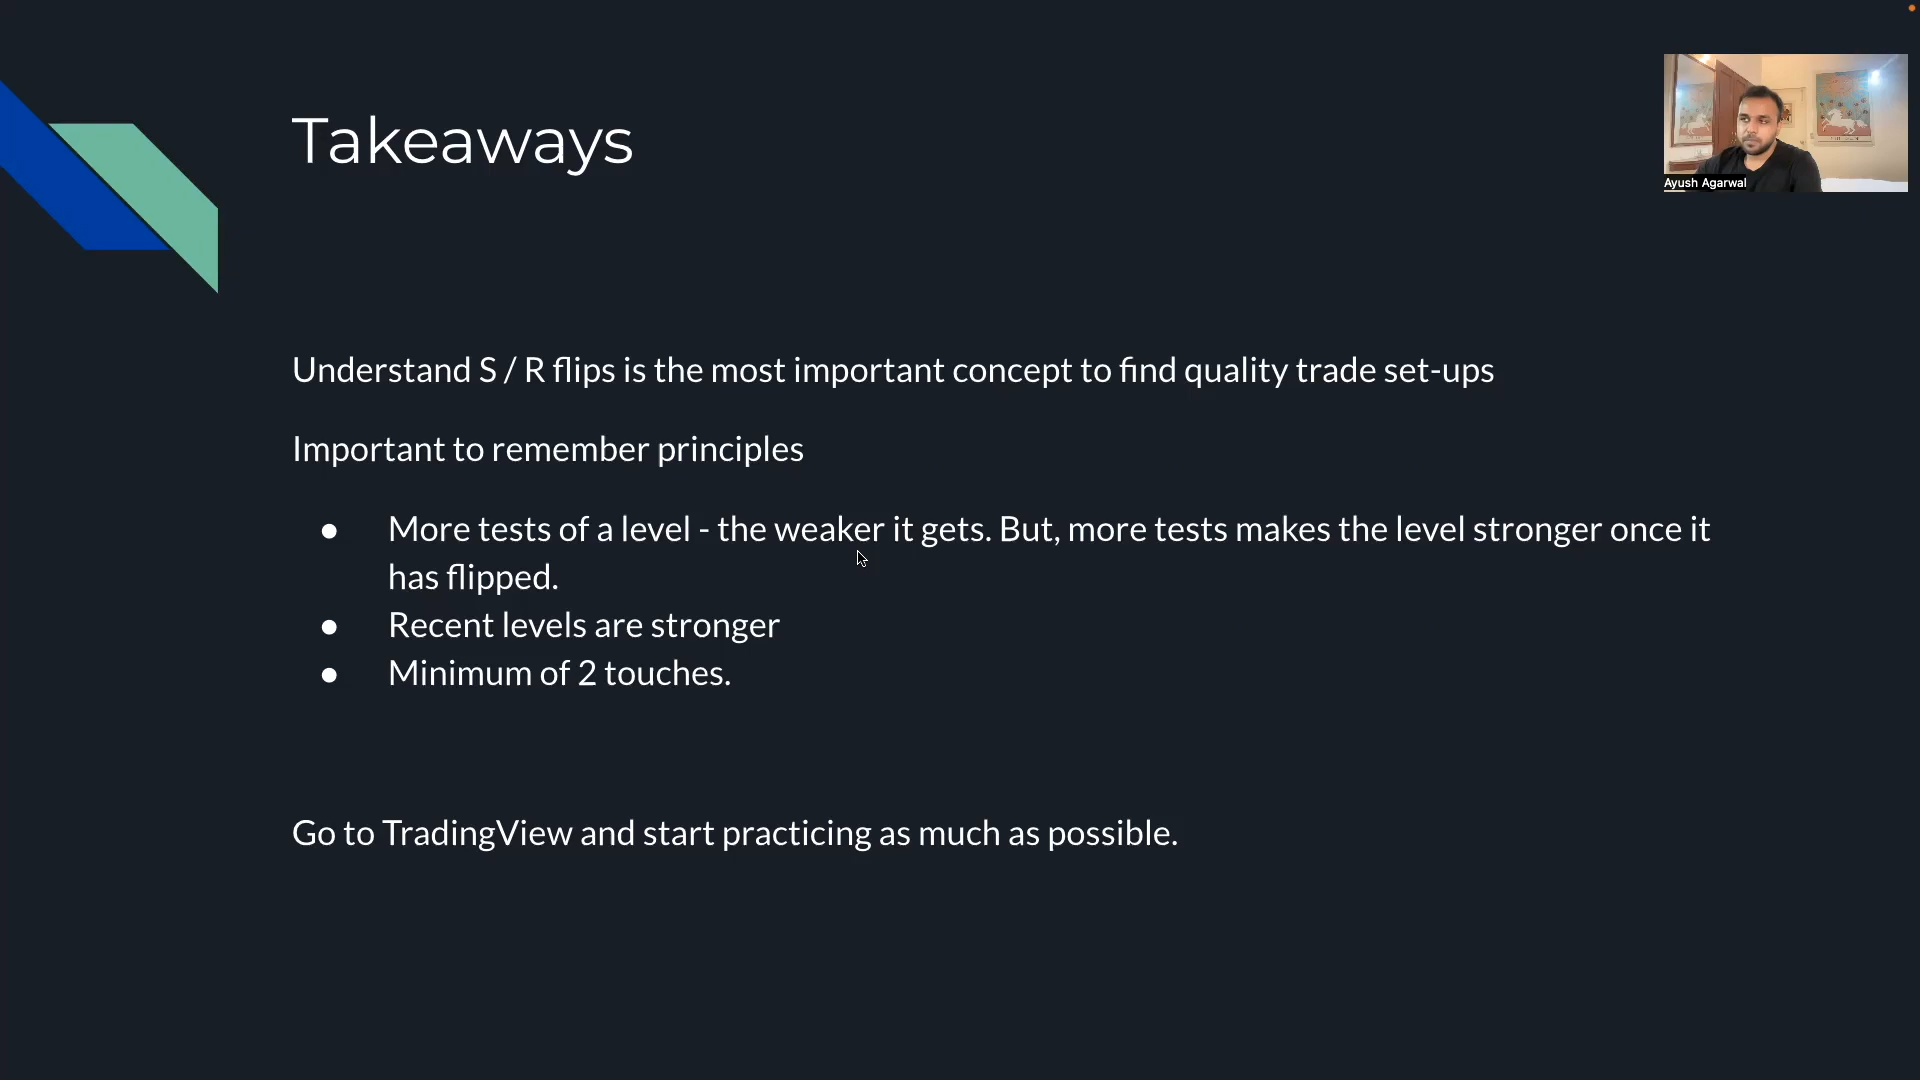 Takeaways
Ayush Agarwal
Understand S / R flips is the most important concept to find quality trade set-ups
Important to remember principles
● More tests of a level - the weaker it gets. But, more tests makes the level stronger once it
has flipped.
● Recent levels are stronger
● Minimum of 2 touches.
Go to TradingView and start practicing as much as possible.